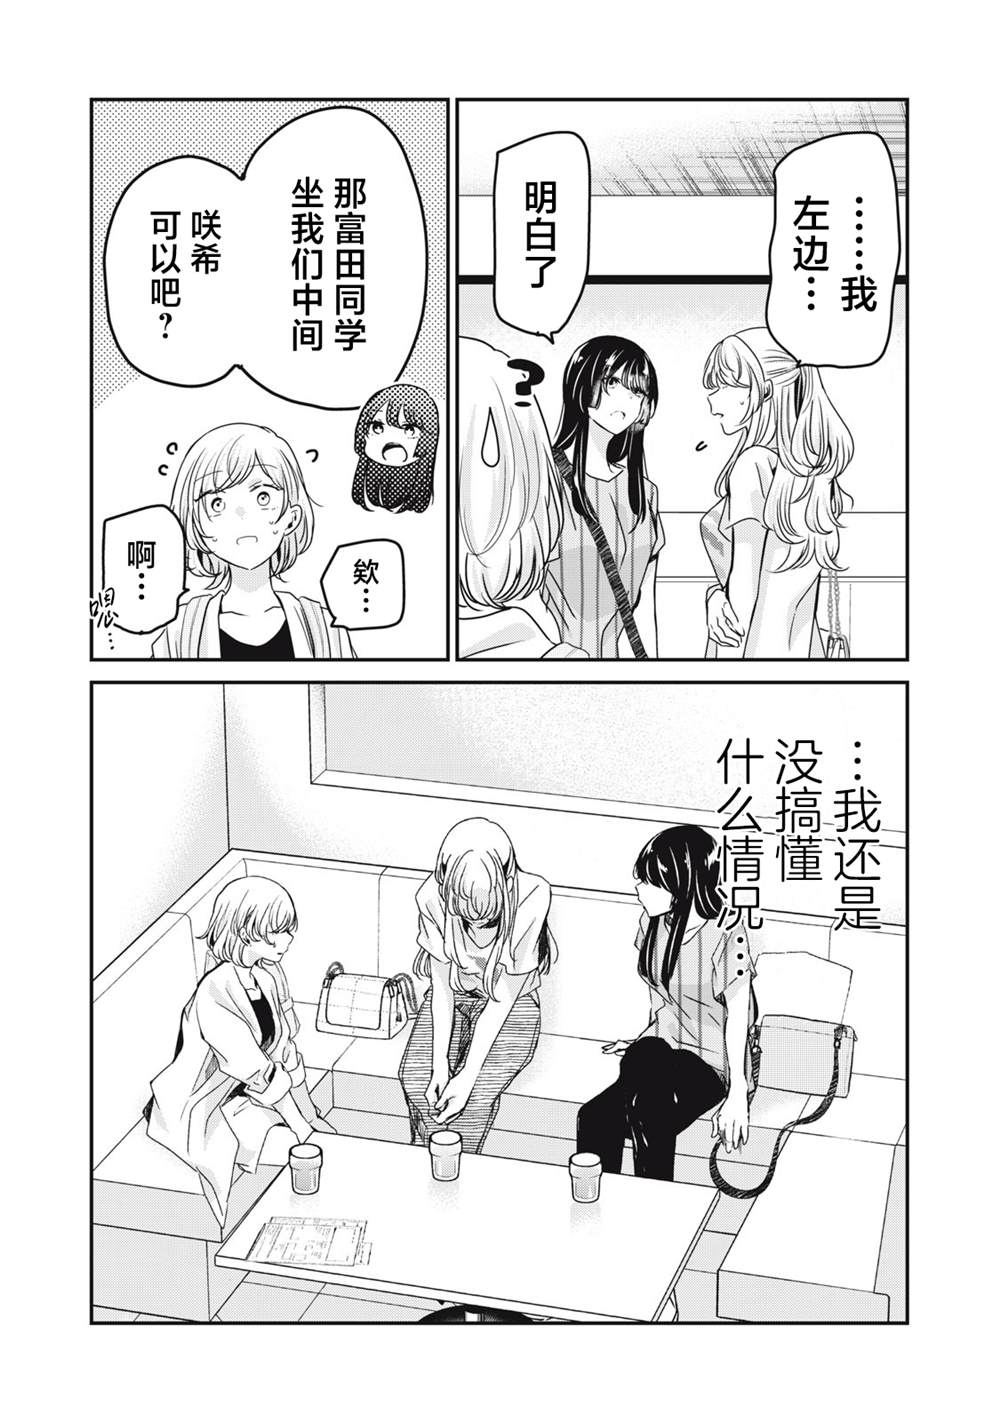 ……我
左边…
明白了
?
那富田同学
坐我们中间
咲希
可以吧?
欸…
啊…
嗯…
…我还是
没搞懂
什么情况…